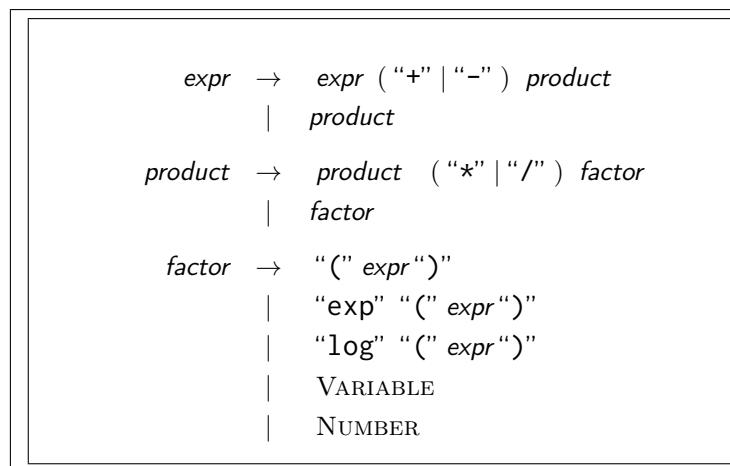 expr → expr ( “+” | “-” ) product
| product
product → product ( “*” | “/” ) factor
| factor
factor → “(” expr “)”
| “exp” “(” expr “)”
| “log” “(” expr “)”
| VARIABLE
| NUMBER